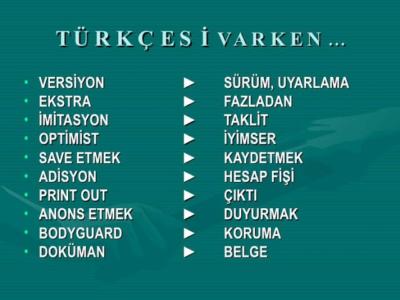 TÜRKÇESİ VARKEN ...
• VERSİYON ► SÜRÜM, UYARLAMA
• EKSTRA ► FAZLADAN
• İMİTASYON ► TAKLİT
• OPTİMİST ► İYİMSER
• SAVE ETMEK ► KAYDETMEK
• ADİSYON ► HESAP FİŞİ
• PRINT OUT ► ÇIKTI
• ANONS ETMEK ► DUYURMAK
• BODYGUARD ► KORUMA
• DOKÜMAN ► BELGE